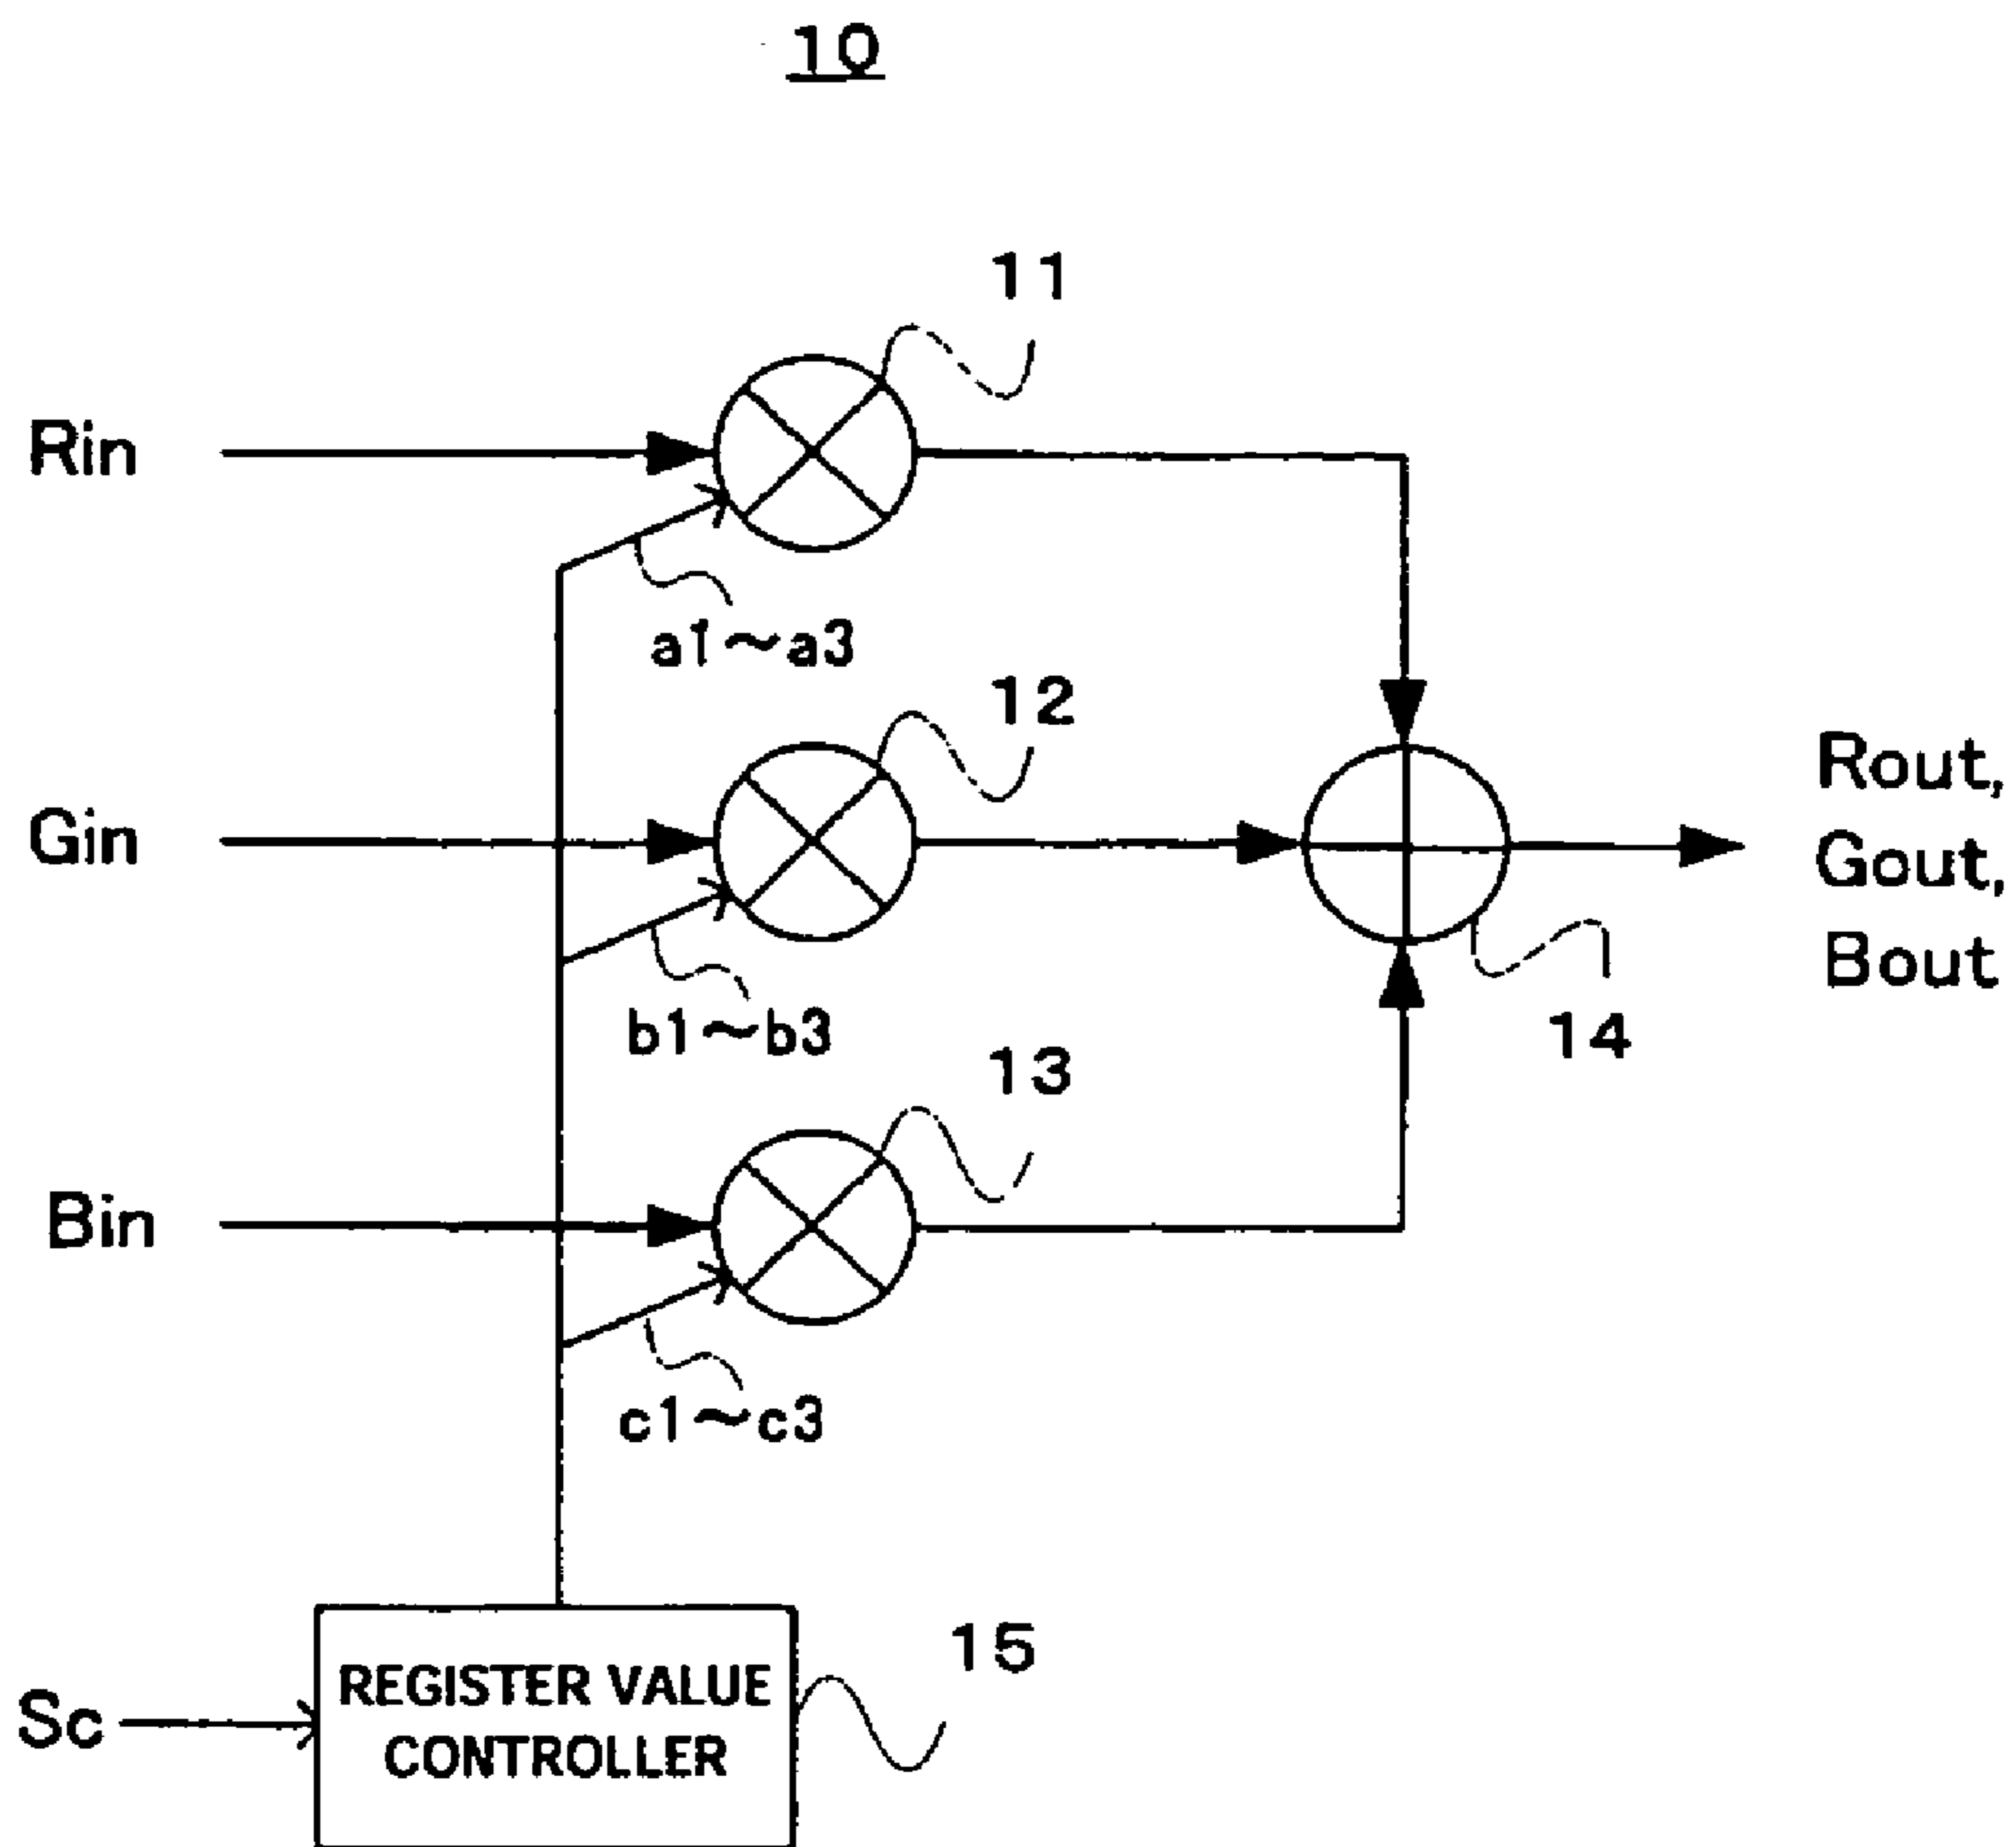 10
11
Rin
a1~a3
12
Rout,
Gin
Gout,
Bout
b1~b3
14
13
Bin
c1~c3
15
REGISTER VALUE
CONTROLLER
Sc